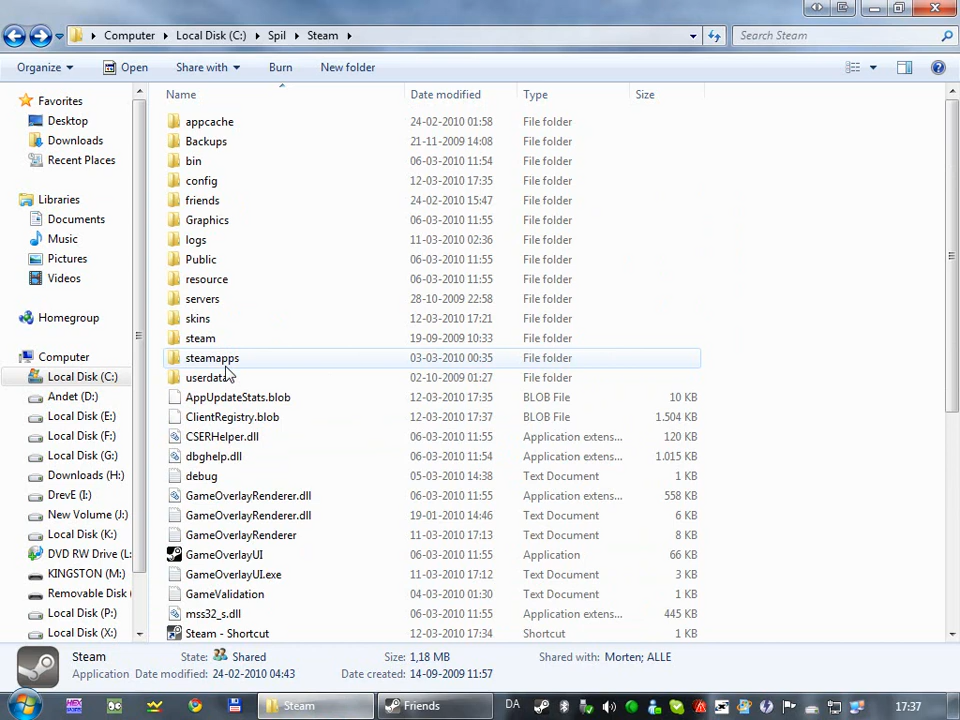 Computer Local Disk (C:) Spil Steam Search Steam
Organize Open Share with Burn New folder
Name Date modified Type Size
Favorites
Desktop
Downloads
Recent Places
Libraries
Documents
Music
Pictures
Videos
Homegroup
Computer
Local Disk (C:)
Andet (D:)
Local Disk (E:)
Local Disk (F:)
Local Disk (G:)
Downloads (H:)
DrevE (I:)
New Volume (J:)
Local Disk (K:)
DVD RW Drive (L:
KINGSTON (M:)
Removable Disk
Local Disk (P:)
Local Disk (X:)
appcache 24-02-2010 01:58 File folder
Backups 21-11-2009 14:08 File folder
bin 06-03-2010 11:54 File folder
config 12-03-2010 17:35 File folder
friends 24-02-2010 15:47 File folder
Graphics 06-03-2010 11:55 File folder
logs 11-03-2010 02:36 File folder
Public 06-03-2010 11:55 File folder
resource 06-03-2010 11:55 File folder
servers 28-10-2009 22:58 File folder
skins 12-03-2010 17:21 File folder
steam 19-09-2009 10:33 File folder
steamapps 03-03-2010 00:35 File folder
userdata 02-10-2009 01:27 File folder
AppUpdateStats.blob 12-03-2010 17:35 BLOB File 10 KB
ClientRegistry.blob 12-03-2010 17:37 BLOB File 1.504 KB
CSERHelper.dll 06-03-2010 11:55 Application extens... 120 KB
dbghelp.dll 06-03-2010 11:55 Application extens... 1.015 KB
debug 05-03-2010 14:38 Text Document 1 KB
GameOverlayRenderer.dll 06-03-2010 11:55 Application extens... 558 KB
GameOverlayRenderer.dll 19-01-2010 14:46 Text Document 6 KB
GameOverlayRenderer 11-03-2010 17:13 Text Document 8 KB
GameOverlayUI 06-03-2010 11:55 Application 66 KB
GameOverlayUI.exe 11-03-2010 17:12 Text Document 3 KB
GameValidation 04-03-2010 01:30 Text Document 2 KB
mss32_s.dll 06-03-2010 11:55 Application extens... 445 KB
Steam - Shortcut 12-03-2010 17:34 Shortcut 1 KB
Steam State: Shared Size: 1,18 MB Shared with: Morten; ALLE
Application Date modified: 24-02-2010 04:43 Date created: 14-09-2009 11:57
Steam Friends DA 17:37